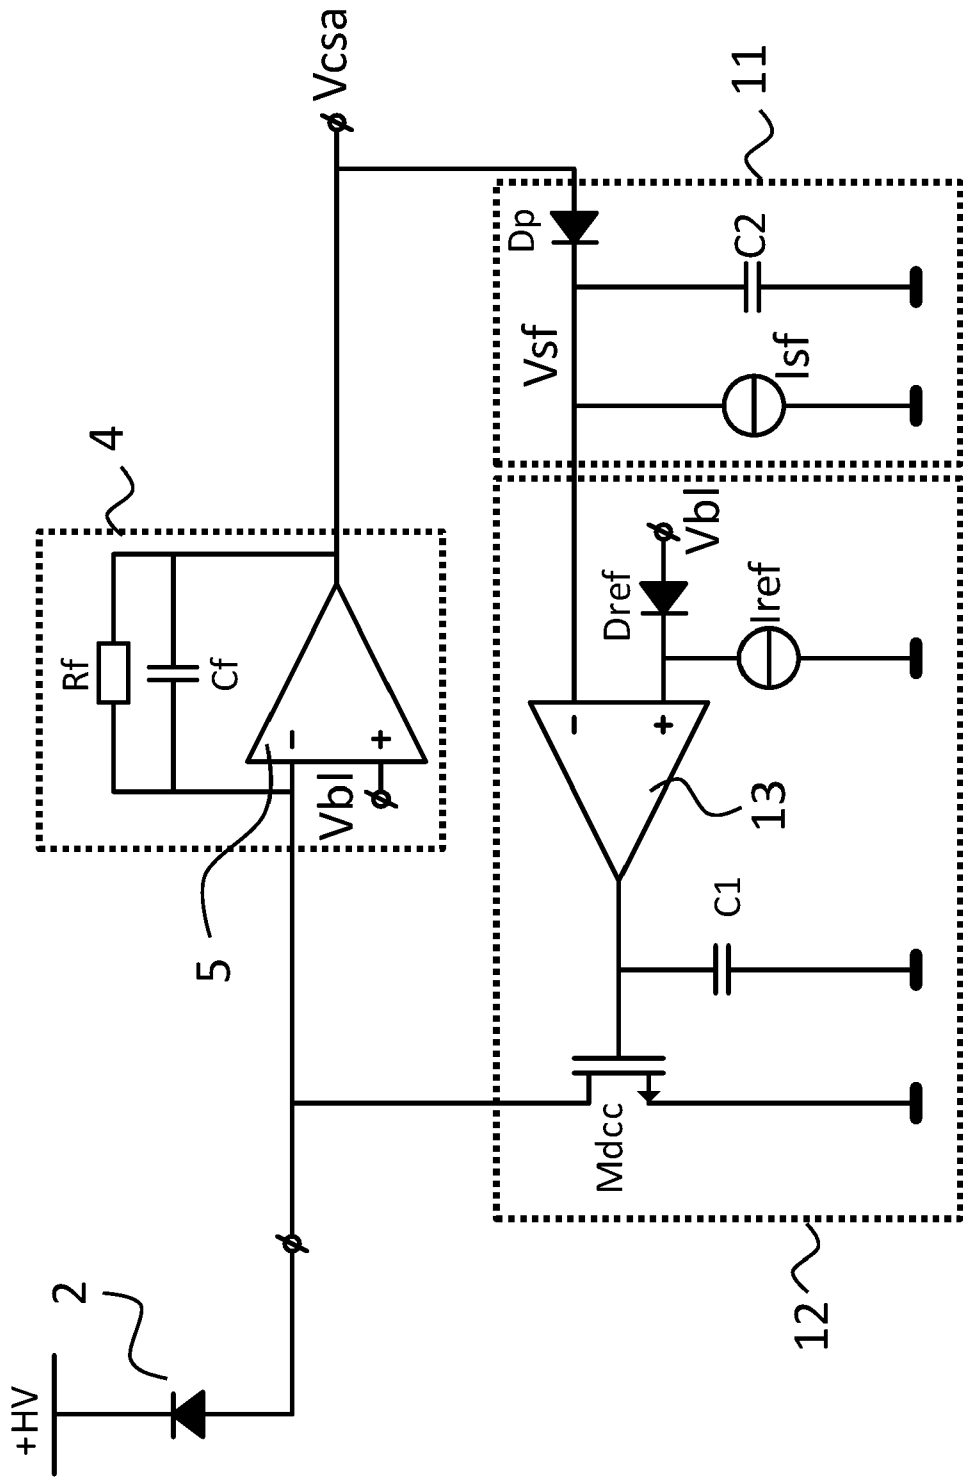 +HV
2
4
Rf
Cf
5
Vbl
-
+
Vcsa
11
Dp
Vsf
C2
Isf
Vbl
Dref
Iref
-
+
13
C1
Mdcc
12